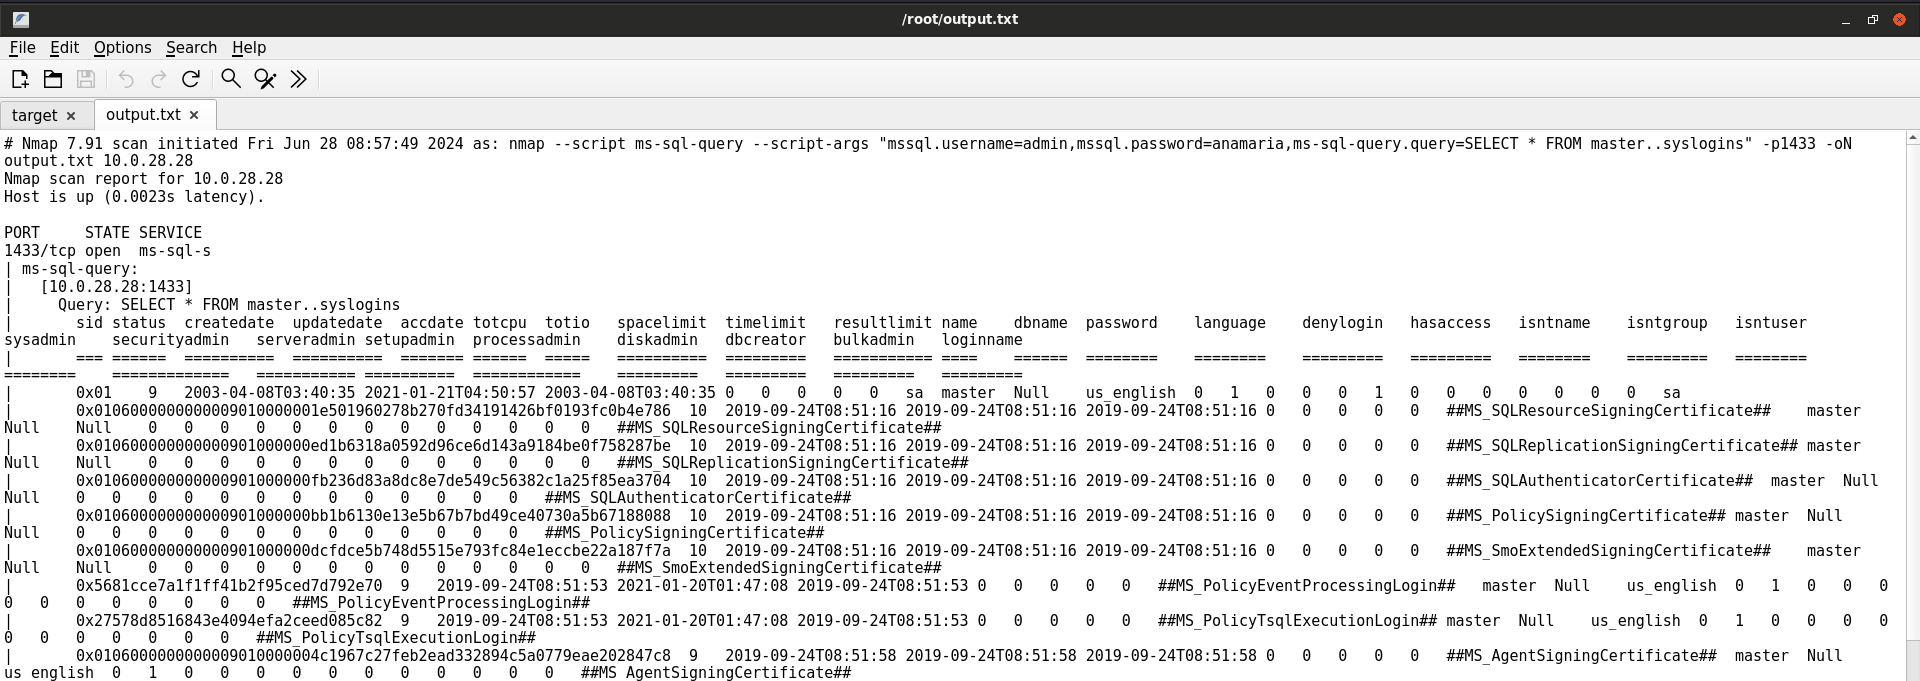 /root/output.txt
File Edit Options Search Help
target output.txt
# Nmap 7.91 scan initiated Fri Jun 28 08:57:49 2024 as: nmap --script ms-sql-query --script-args "mssql.username=admin,mssql.password=anamaria,ms-sql-query.query=SELECT * FROM master..syslogins" -p1433 -oN
output.txt 10.0.28.28
Nmap scan report for 10.0.28.28
Host is up (0.0023s latency).
PORT     STATE SERVICE
1433/tcp open  ms-sql-s
| ms-sql-query:
|   [10.0.28.28:1433]
|     Query: SELECT * FROM master..syslogins
|       sid status  createdate  updatedate  accdate totcpu  totio   spacelimit  timelimit   resultlimit name    dbname  password    language    denylogin   hasaccess   isntname    isntgroup   isntuser
sysadmin    securityadmin   serveradmin setupadmin  processadmin    diskadmin   dbcreator   bulkadmin   loginname
|       === ======  ==========  ==========  ======= ======  =====   ==========  =========   =========== ====    ======  ========    ========    =========   =========   ========    =========   ========
========    =============   =========== ==========  ============    =========   =========   =========   =========
|       0x01    9   2003-04-08T03:40:35 2021-01-21T04:50:57 2003-04-08T03:40:35 0   0   0   0   0   sa  master  Null    us_english  0   1   0   0   0   1   0   0   0   0   0   0   0   sa
|       0x0106000000000009010000001e501960278b270fd34191426bf0193fc0b4e786  10  2019-09-24T08:51:16 2019-09-24T08:51:16 2019-09-24T08:51:16 0   0   0   0   0   ##MS_SQLResourceSigningCertificate##    master
Null    Null    0   0   0   0   0   0   0   0   0   0   0   0   0   ##MS_SQLResourceSigningCertificate##
|       0x010600000000000901000000ed1b6318a0592d96ce6d143a9184be0f758287be  10  2019-09-24T08:51:16 2019-09-24T08:51:16 2019-09-24T08:51:16 0   0   0   0   0   ##MS_SQLReplicationSigningCertificate## master
Null    Null    0   0   0   0   0   0   0   0   0   0   0   0   0   ##MS_SQLReplicationSigningCertificate##
|       0x010600000000000901000000fb236d83a8dc8e7de549c56382c1a25f85ea3704  10  2019-09-24T08:51:16 2019-09-24T08:51:16 2019-09-24T08:51:16 0   0   0   0   0   ##MS_SQLAuthenticatorCertificate##  master  Null
Null    0   0   0   0   0   0   0   0   0   0   0   0   0   ##MS_SQLAuthenticatorCertificate##
|       0x010600000000000901000000bb1b6130e13e5b67b7bd49ce40730a5b67188088  10  2019-09-24T08:51:16 2019-09-24T08:51:16 2019-09-24T08:51:16 0   0   0   0   0   ##MS_PolicySigningCertificate## master  Null
Null    0   0   0   0   0   0   0   0   0   0   0   0   0   ##MS_PolicySigningCertificate##
|       0x010600000000000901000000dcfdce5b748d5515e793fc84e1eccbe22a187f7a  10  2019-09-24T08:51:16 2019-09-24T08:51:16 2019-09-24T08:51:16 0   0   0   0   0   ##MS_SmoExtendedSigningCertificate##    master
Null    Null    0   0   0   0   0   0   0   0   0   0   0   0   0   ##MS_SmoExtendedSigningCertificate##
|       0x5681cce7a1f1ff41b2f95ced7d792e70  9   2019-09-24T08:51:53 2021-01-20T01:47:08 2019-09-24T08:51:53 0   0   0   0   0   ##MS_PolicyEventProcessingLogin##   master  Null    us_english  0   1   0   0   0
0   0   0   0   0   0   0   0   ##MS_PolicyEventProcessingLogin##
|       0x27578d8516843e4094efa2ceed085c82  9   2019-09-24T08:51:53 2021-01-20T01:47:08 2019-09-24T08:51:53 0   0   0   0   0   ##MS_PolicyTsqlExecutionLogin## master  Null    us_english  0   1   0   0   0   0
0   0   0   0   0   0   0   ##MS_PolicyTsqlExecutionLogin##
|       0x0106000000000009010000004c1967c27feb2ead332894c5a0779eae202847c8  9   2019-09-24T08:51:58 2019-09-24T08:51:58 2019-09-24T08:51:58 0   0   0   0   0   ##MS_AgentSigningCertificate##  master  Null
us_english  0   1   0   0   0   0   0   0   0   0   0   0   0   ##MS_AgentSigningCertificate##